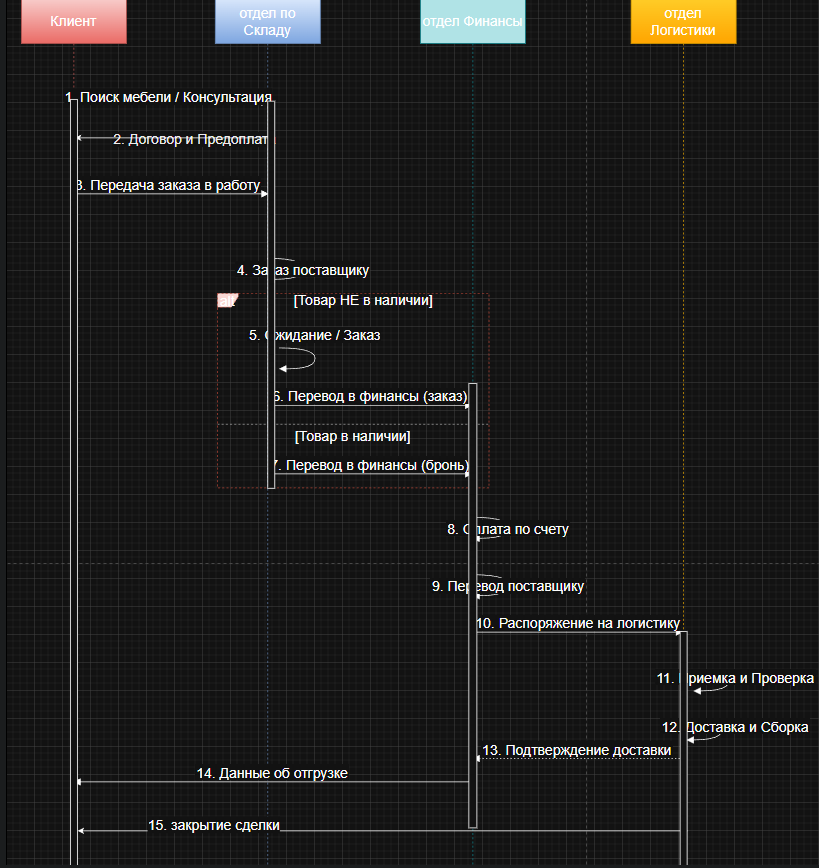 Клиент
отдел по
Складу
отдел Финансы
отдел
Логистики
1. Поиск мебели / Консультация
2. Договор и Предоплат
3. Передача заказа в работу
4. Заказ поставщику
alt
[Товар НЕ в наличии]
5. Ожидание / Заказ
6. Перевод в финансы (заказ)
[Товар в наличии]
7. Перевод в финансы (бронь)
8. Оплата по счету
9. Перевод поставщику
10. Распоряжение на логистику
11. Приемка и Проверка
12. Доставка и Сборка
13. Подтверждение доставки
14. Данные об отгрузке
15. закрытие сделки